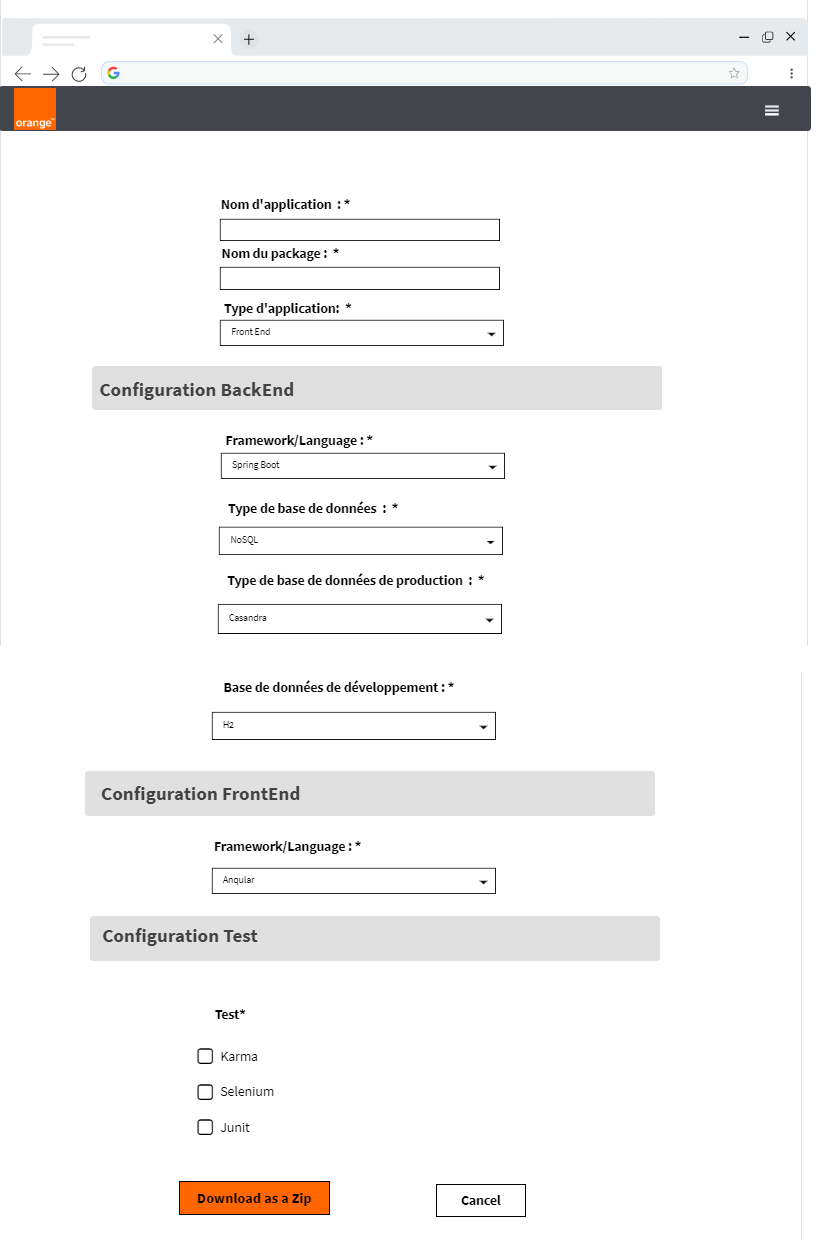 orange™
Nom d'application : *
Nom du package : *
Type d'application: *
Front End
Configuration BackEnd
Framework/Language : *
Spring Boot
Type de base de données : *
NoSQL
Type de base de données de production : *
Casandra
Base de données de développement : *
H2
Configuration FrontEnd
Framework/Language : *
Angular
Configuration Test
Test*
Karma
Selenium
Junit
Download as a Zip Cancel